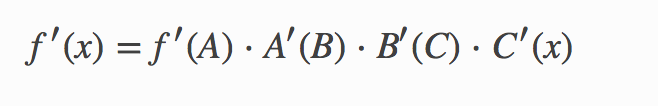 f′(x) = f′(A) · A′(B) · B′(C) · C′(x)